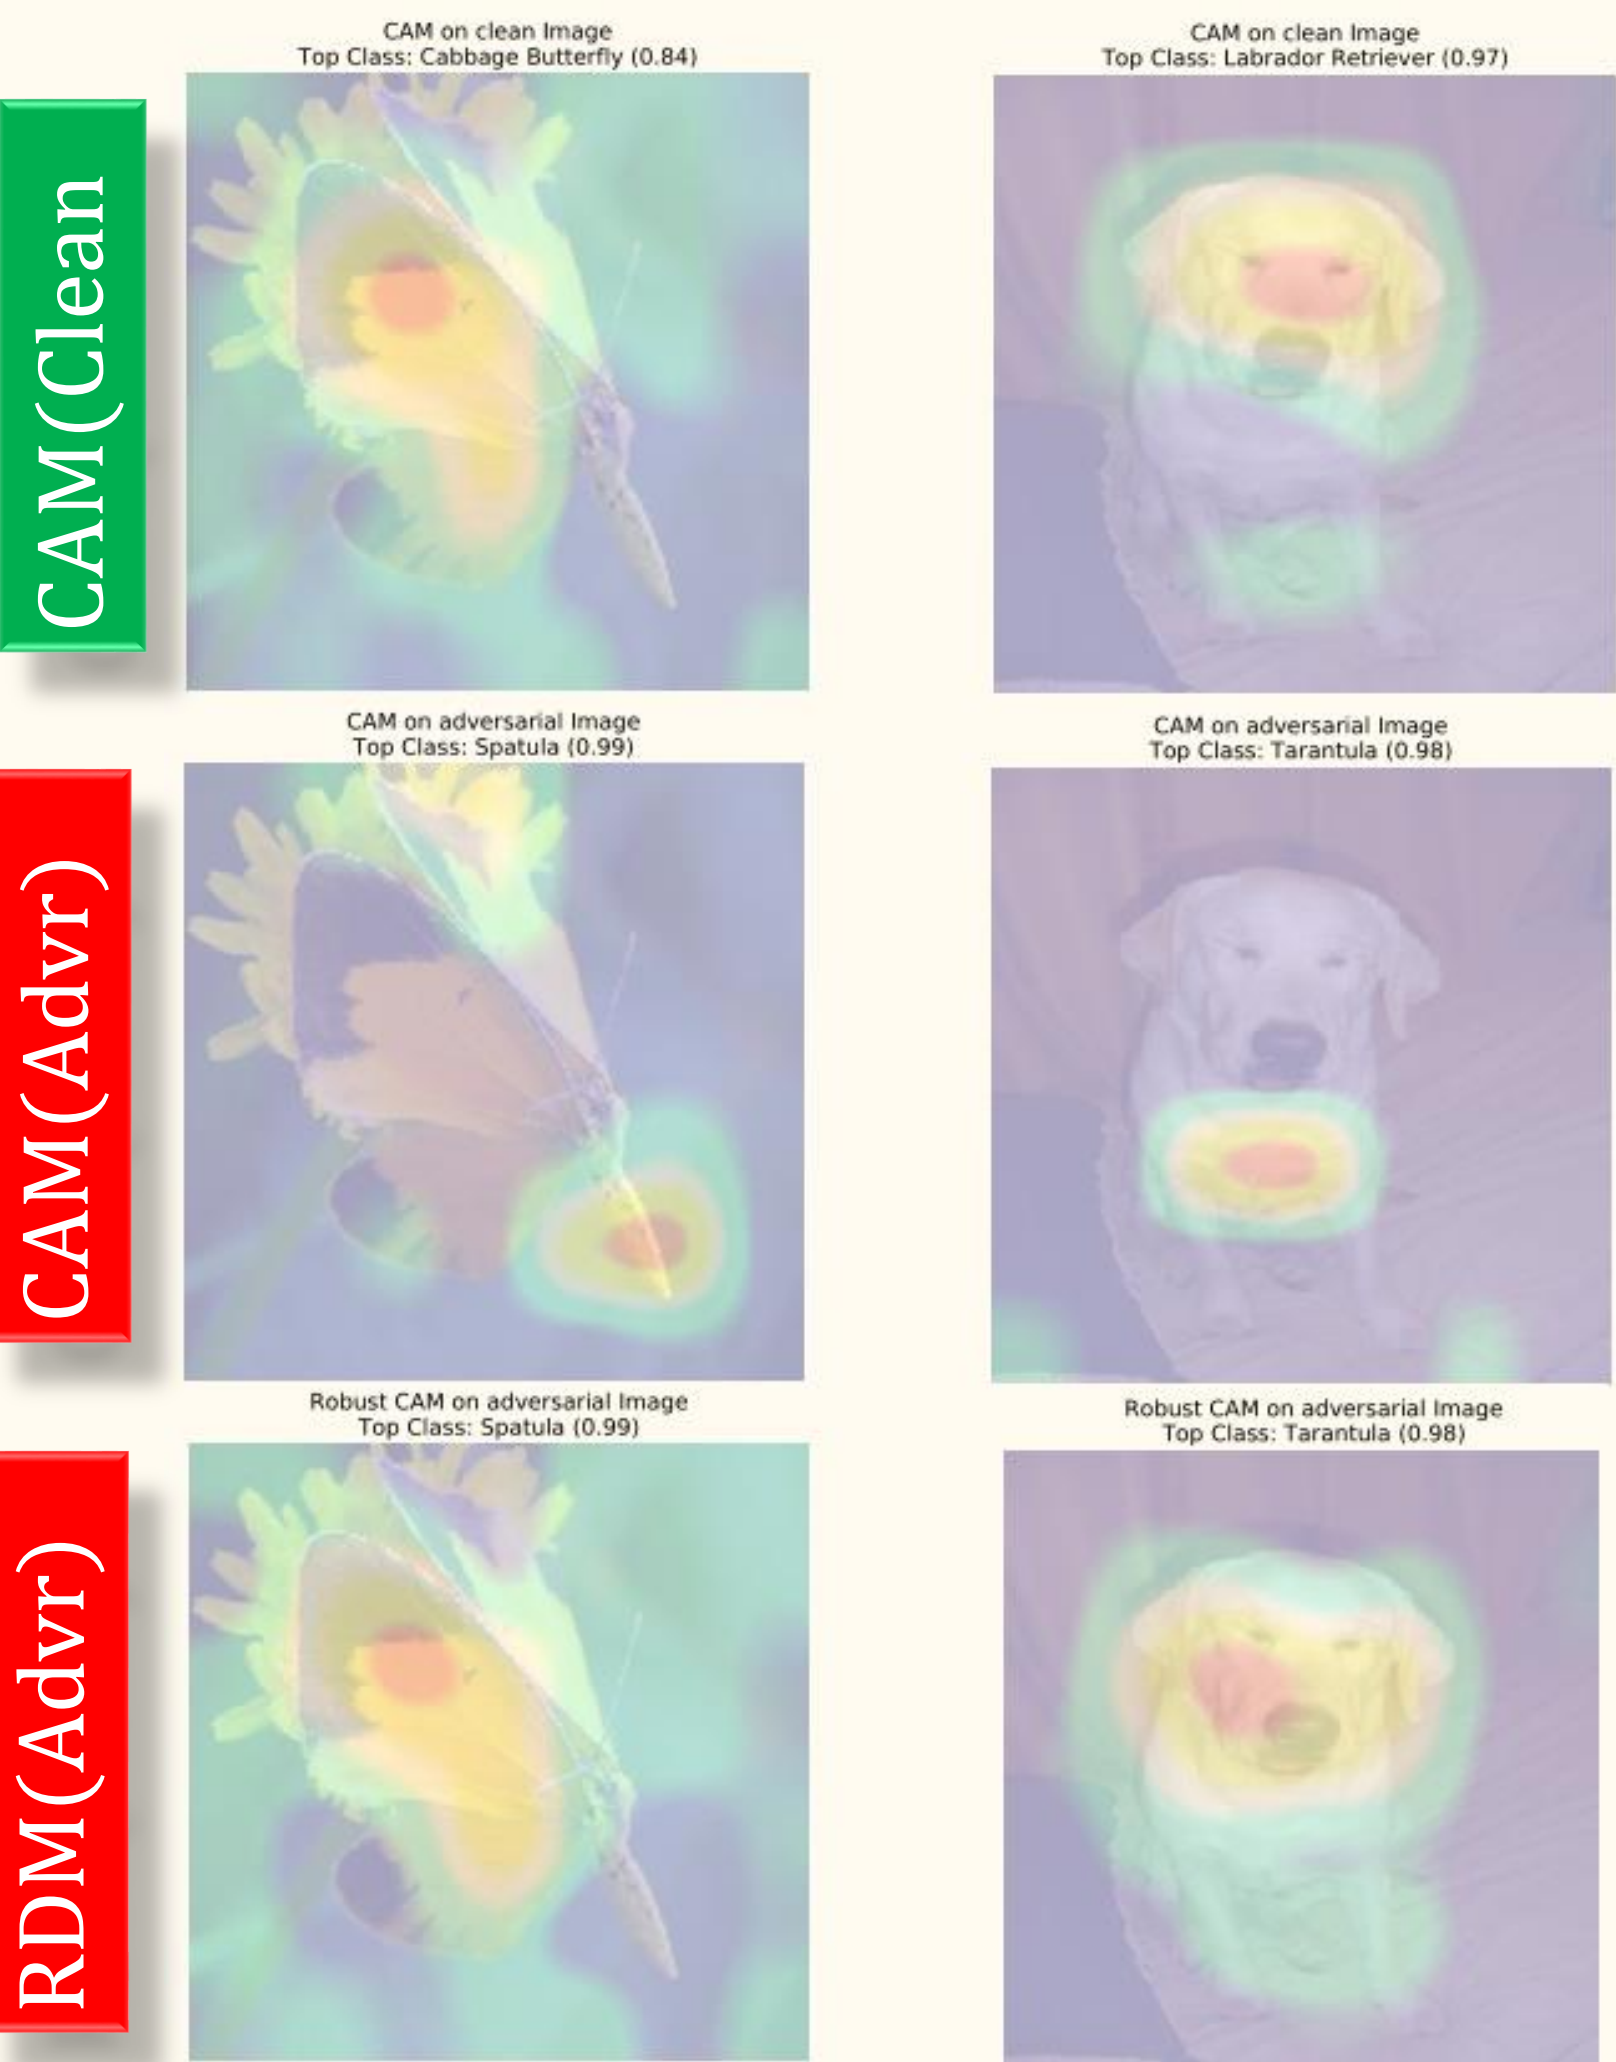 CAM on clean Image
Top Class: Cabbage Butterfly (0.84)
CAM on clean Image
Top Class: Labrador Retriever (0.97)
CAM(Clean
CAM on adversarial Image
Top Class: Spatula (0.99)
CAM on adversarial Image
Top Class: Tarantula (0.98)
CAM(Advr)
Robust CAM on adversarial Image
Top Class: Spatula (0.99)
Robust CAM on adversarial Image
Top Class: Tarantula (0.98)
RDM(Advr)